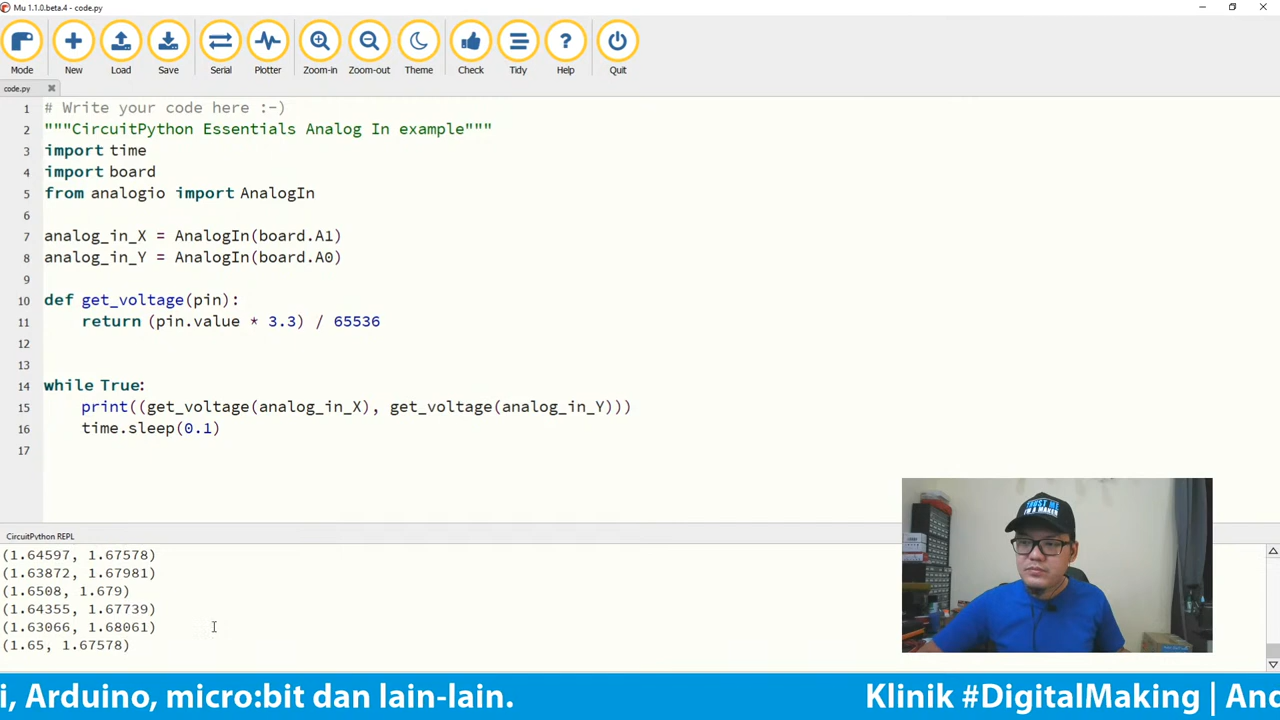 Mu 1.1.0.beta.4 - code.py
Mode New Load Save Serial Plotter Zoom-in Zoom-out Theme Check Tidy Help Quit
code.py
1 # Write your code here :-)
2 """CircuitPython Essentials Analog In example"""
3 import time
4 import board
5 from analogio import AnalogIn
6
7 analog_in_X = AnalogIn(board.A1)
8 analog_in_Y = AnalogIn(board.A0)
9
10 def get_voltage(pin):
11 return (pin.value * 3.3) / 65536
12
13
14 while True:
15 print((get_voltage(analog_in_X), get_voltage(analog_in_Y)))
16 time.sleep(0.1)
17
CircuitPython REPL
(1.64597, 1.67578)
(1.63872, 1.67981)
(1.6508, 1.679)
(1.64355, 1.67739)
(1.63066, 1.68061)
(1.65, 1.67578)
TRUST ME
I'M A MAKER
i, Arduino, micro:bit dan lain-lain. Klinik #DigitalMaking | And